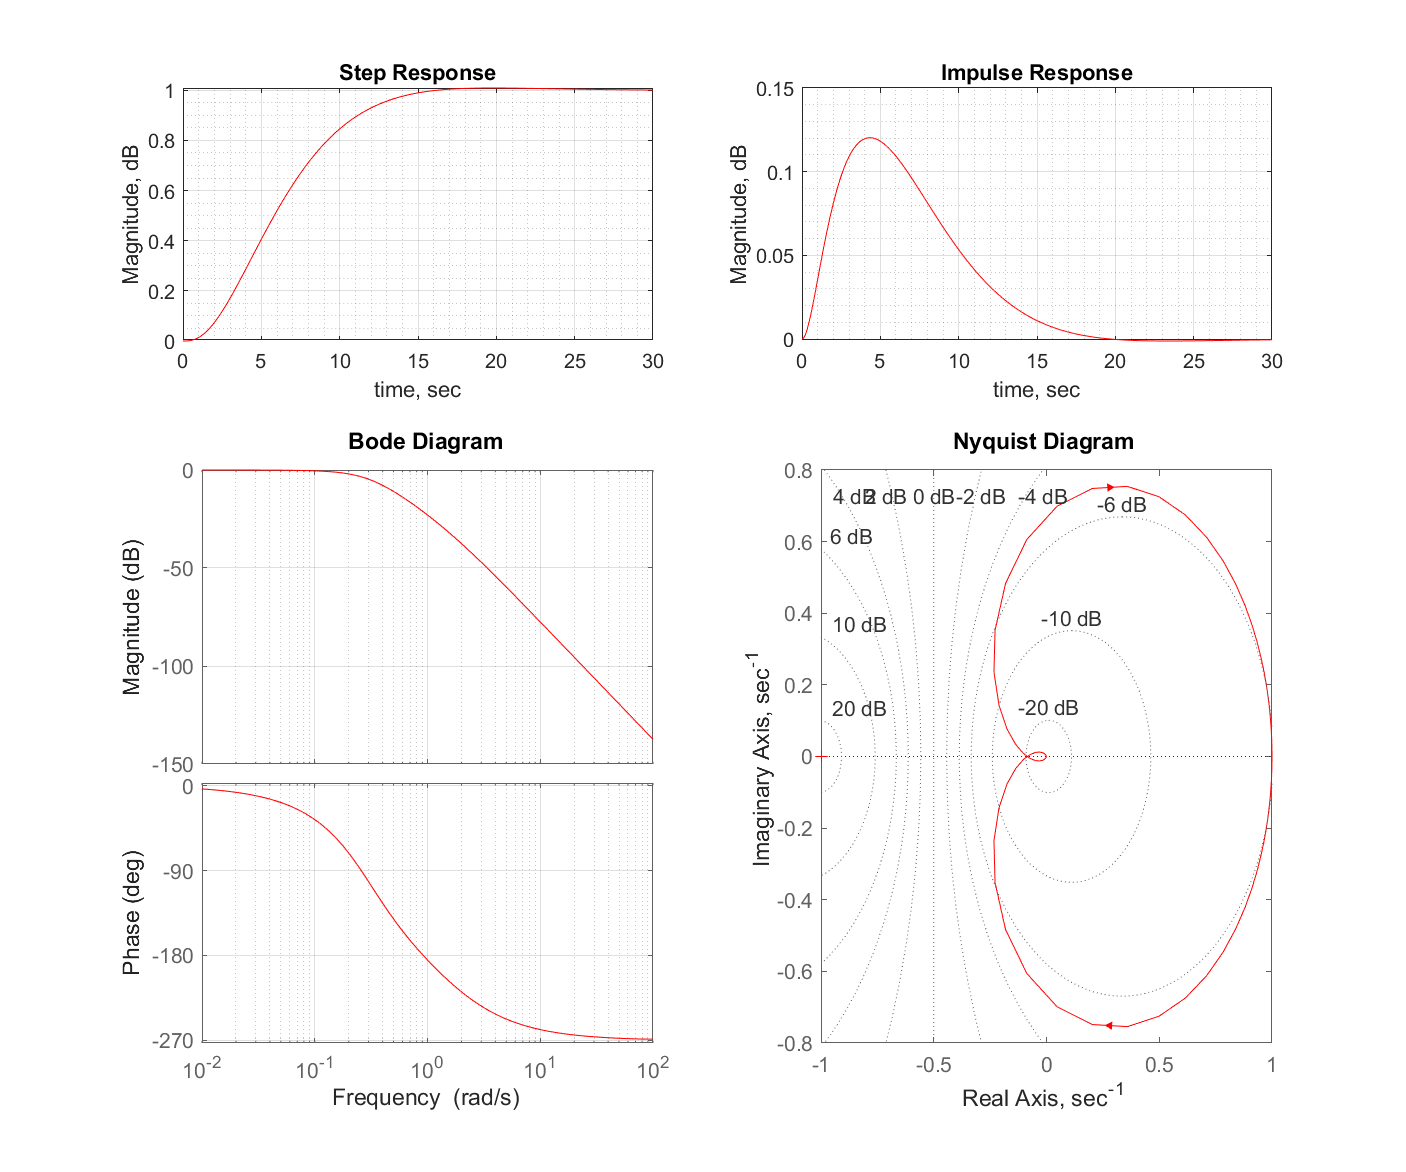 Step Response
1
0.8
0.6
0.4
0.2
0
Magnitude, dB
0 5 10 15 20 25 30
time, sec
Impulse Response
0.15
0.1
0.05
0
Magnitude, dB
0 5 10 15 20 25 30
time, sec
Bode Diagram
0
-50
-100
-150
Magnitude (dB)
0
-90
-180
-270
Phase (deg)
10^-2 10^-1 10^0 10^1 10^2
Frequency (rad/s)
Nyquist Diagram
0.8
0.6
0.4
0.2
0
-0.2
-0.4
-0.6
-0.8
Imaginary Axis, sec^-1
4 dB 2 dB 0 dB -2 dB -4 dB
-6 dB
6 dB
10 dB
-10 dB
20 dB
-20 dB
-1 -0.5 0 0.5 1
Real Axis, sec^-1